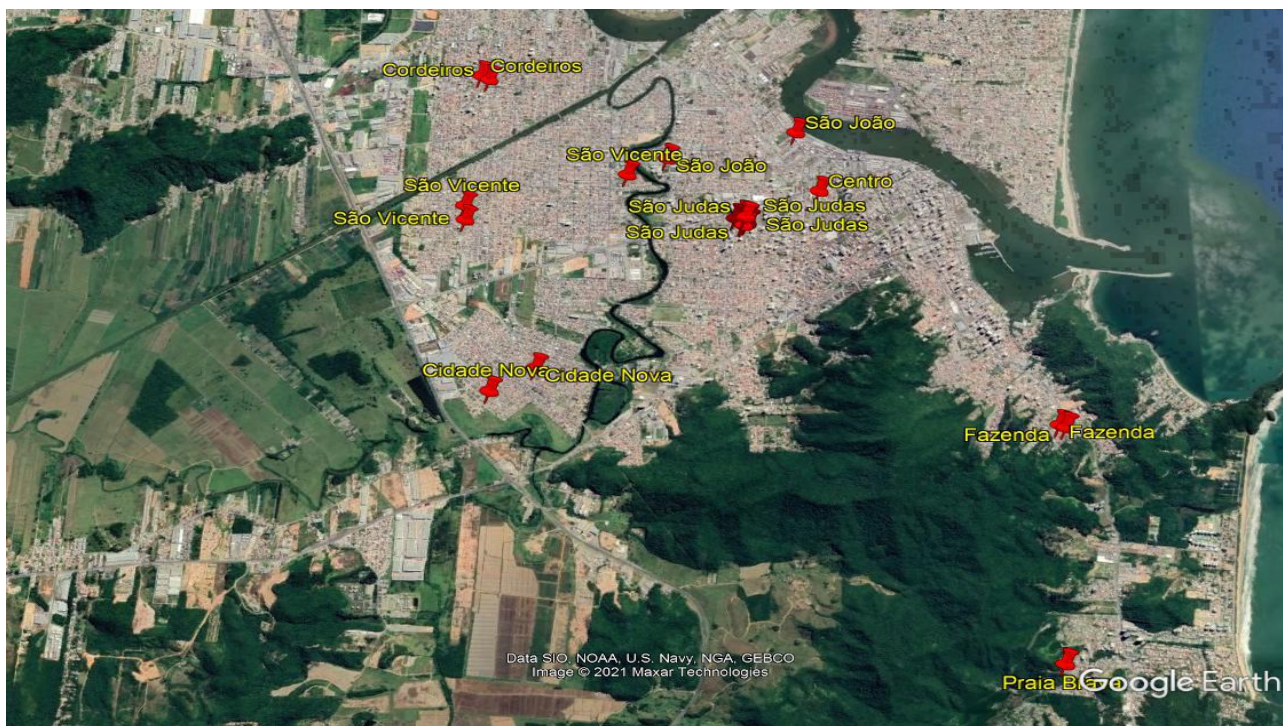 Cordeiros
Cordeiros
São João
São Vicente
São João
São Vicente
Centro
São Judas
São Judas
São Vicente
São Judas
São Judas
Cidade Nova
Cidade Nova
Fazenda
Fazenda
Data SIO, NOAA, U.S. Navy, NGA, GEBCO
Image © 2021 Maxar Technologies
Praia Brava
Google Earth